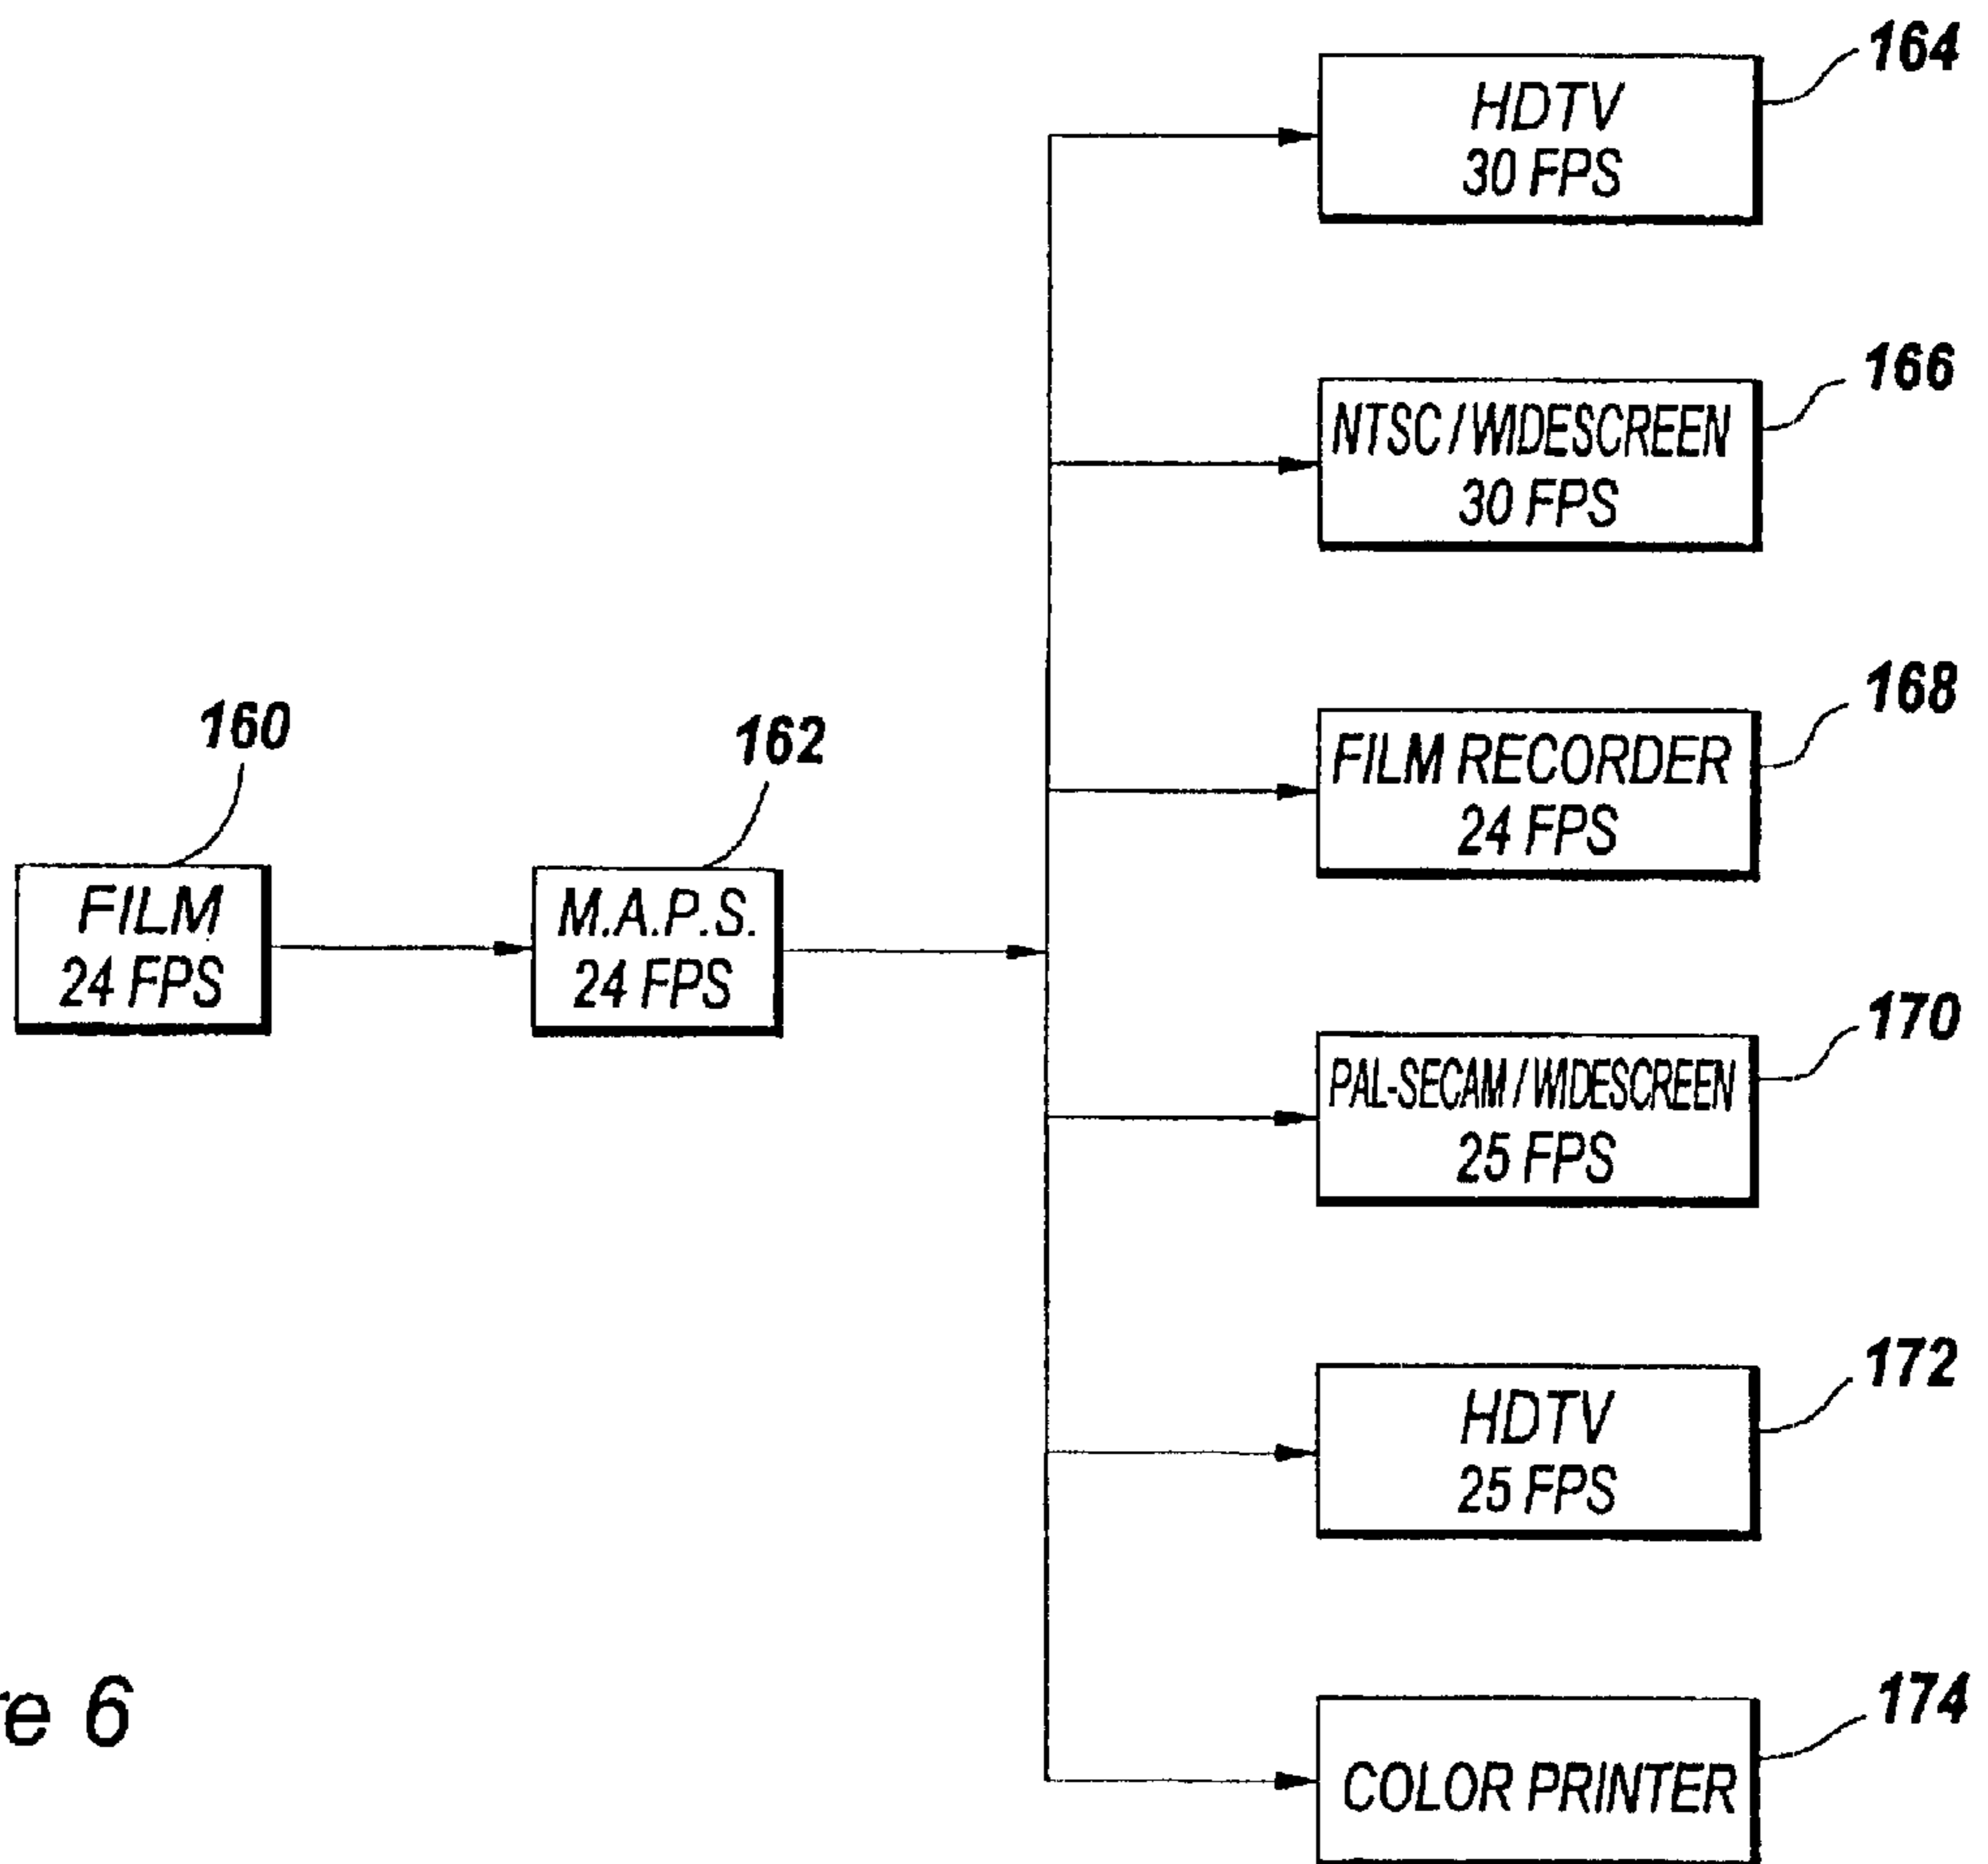 164
HDTV
30 FPS
166
NTSC / WIDESCREEN
30 FPS
168
FILM RECORDER
24 FPS
160
FILM
24 FPS
162
M.A.P.S.
24 FPS
170
PAL-SECAM / WIDESCREEN
25 FPS
172
HDTV
25 FPS
174
COLOR PRINTER
e 6